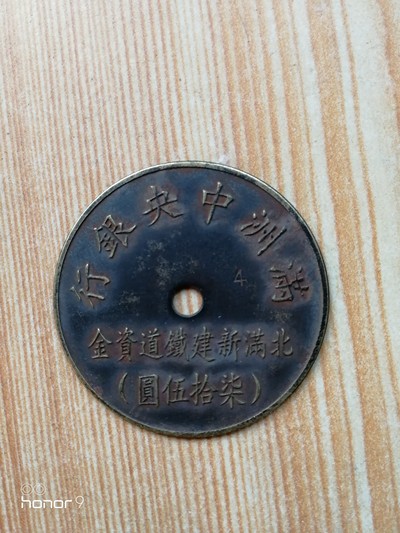 滿洲中央銀行
4
北滿新建鐵道資金
(柒拾伍圓)
honor 9